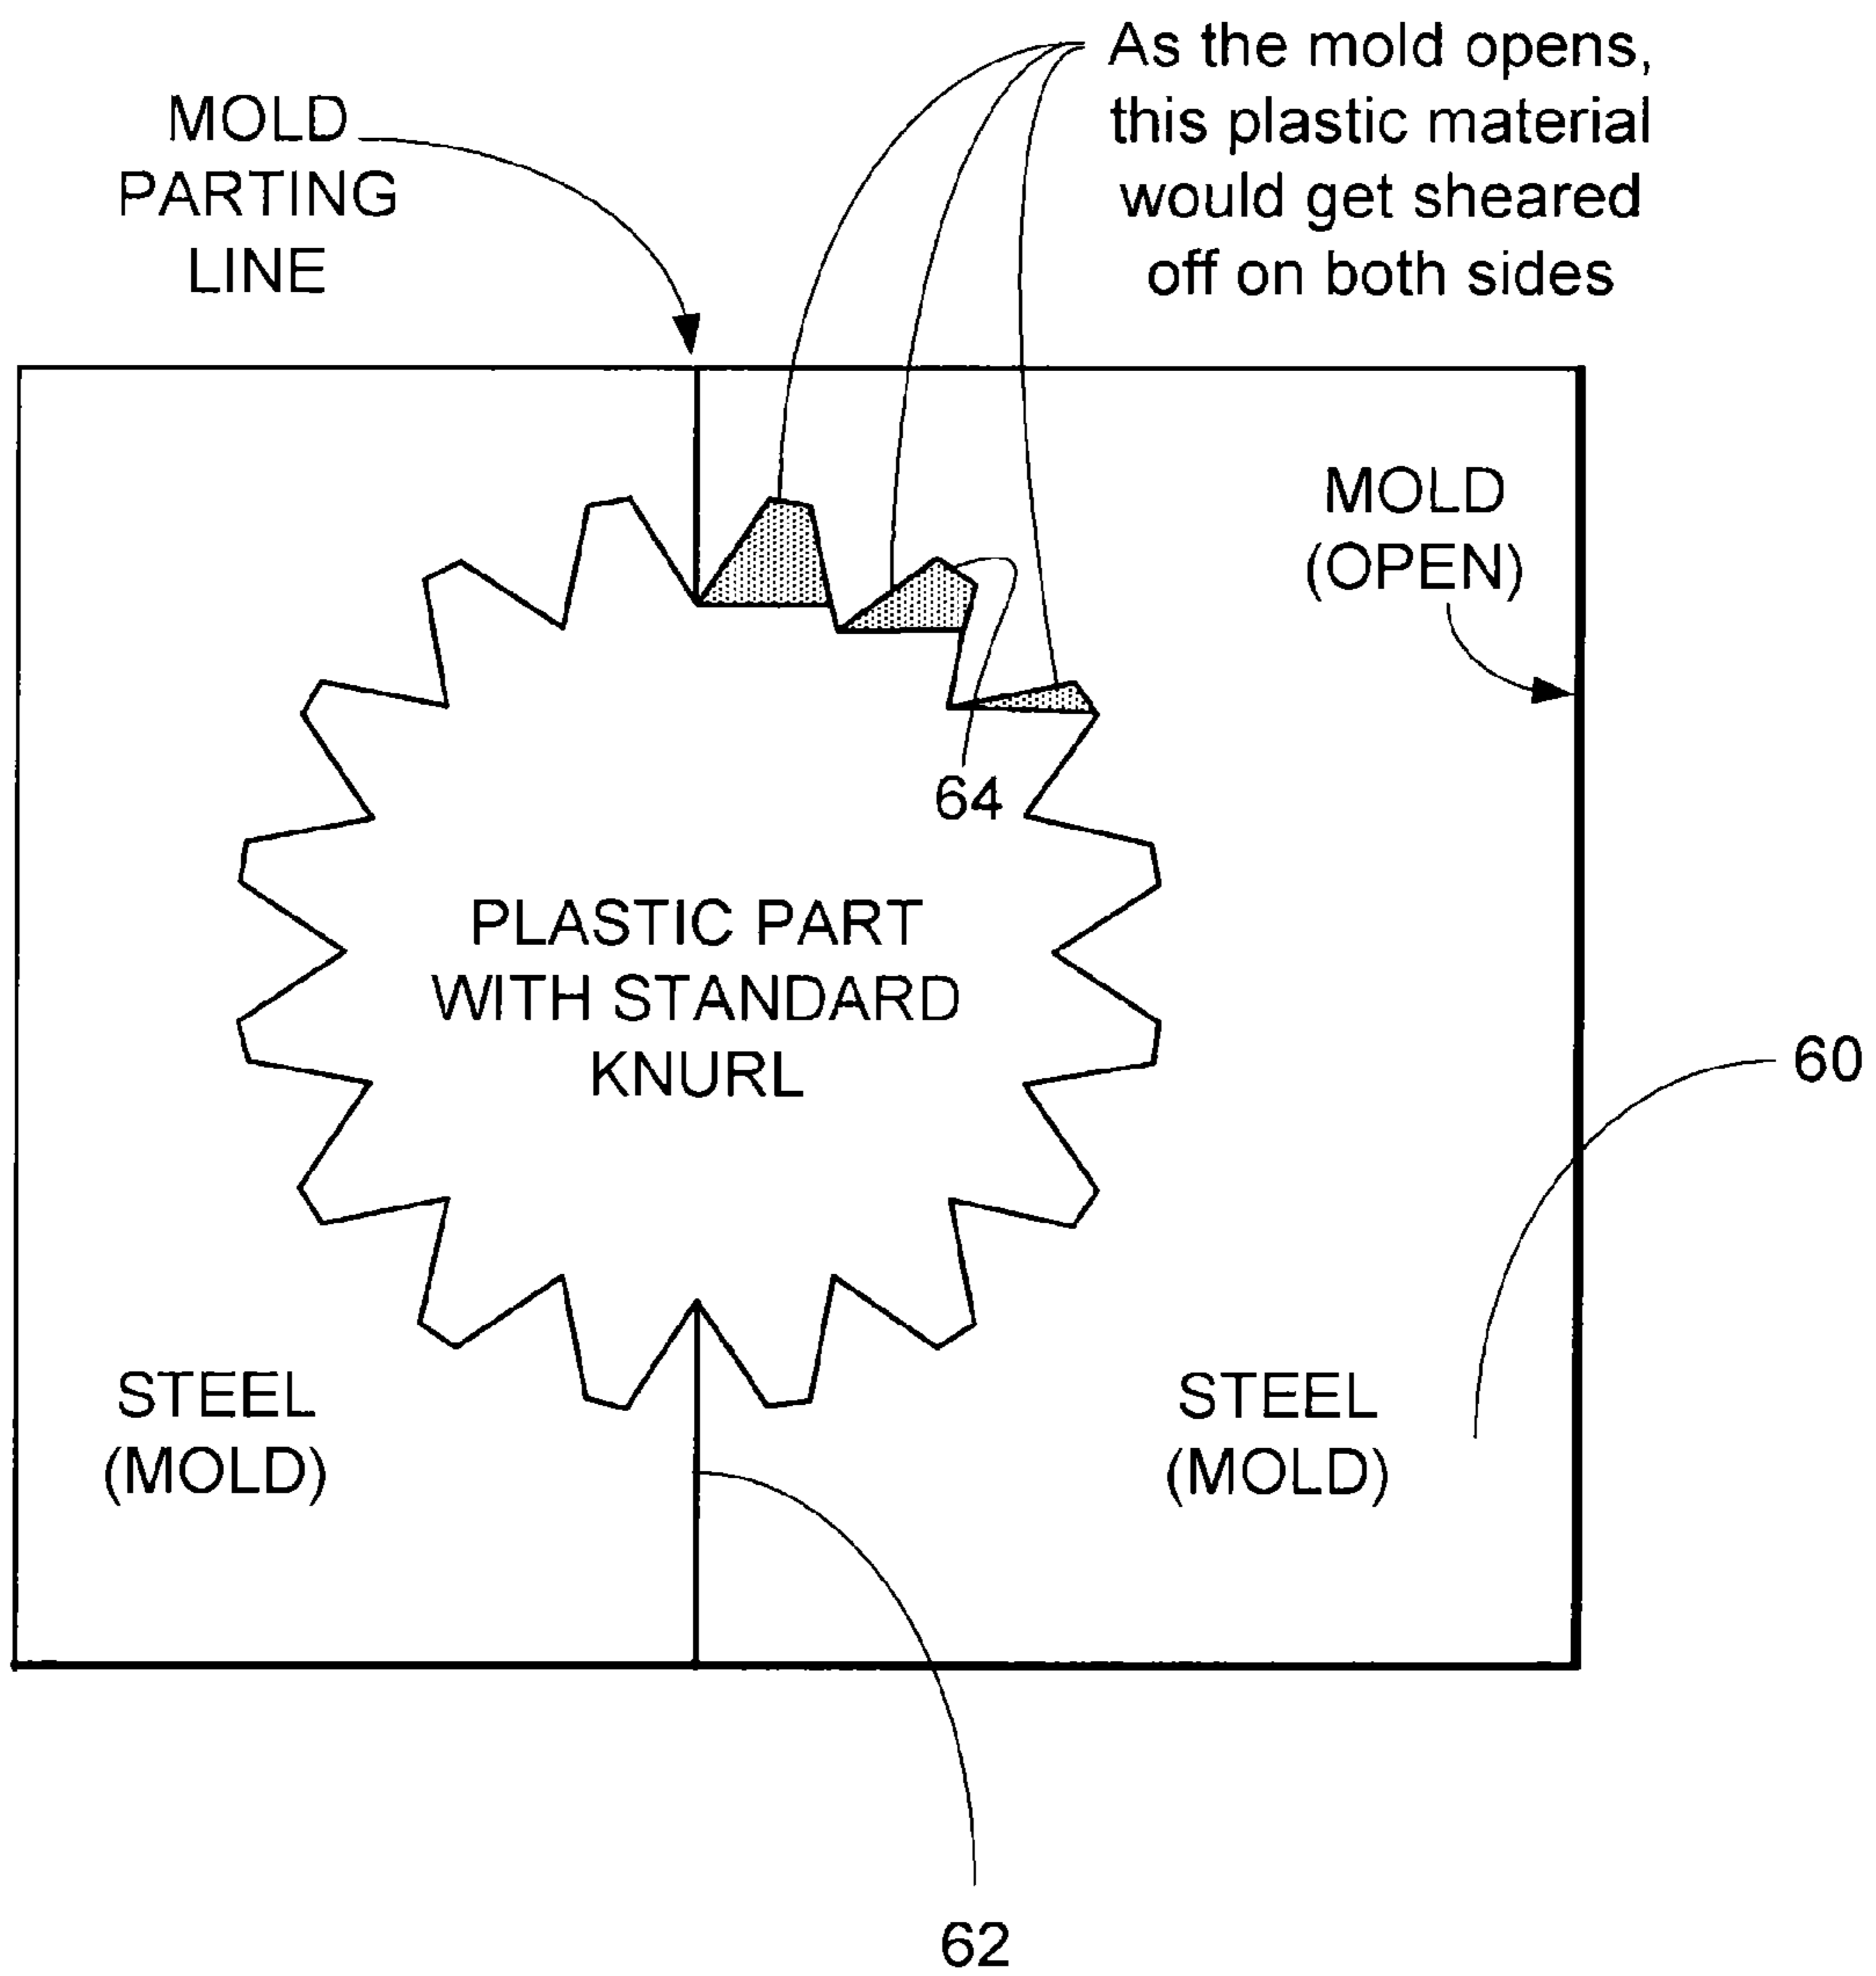 As the mold opens,
this plastic material
would get sheared
off on both sides
MOLD
PARTING
LINE
MOLD
(OPEN)
64
PLASTIC PART
WITH STANDARD
KNURL
60
STEEL
(MOLD)
STEEL
(MOLD)
62